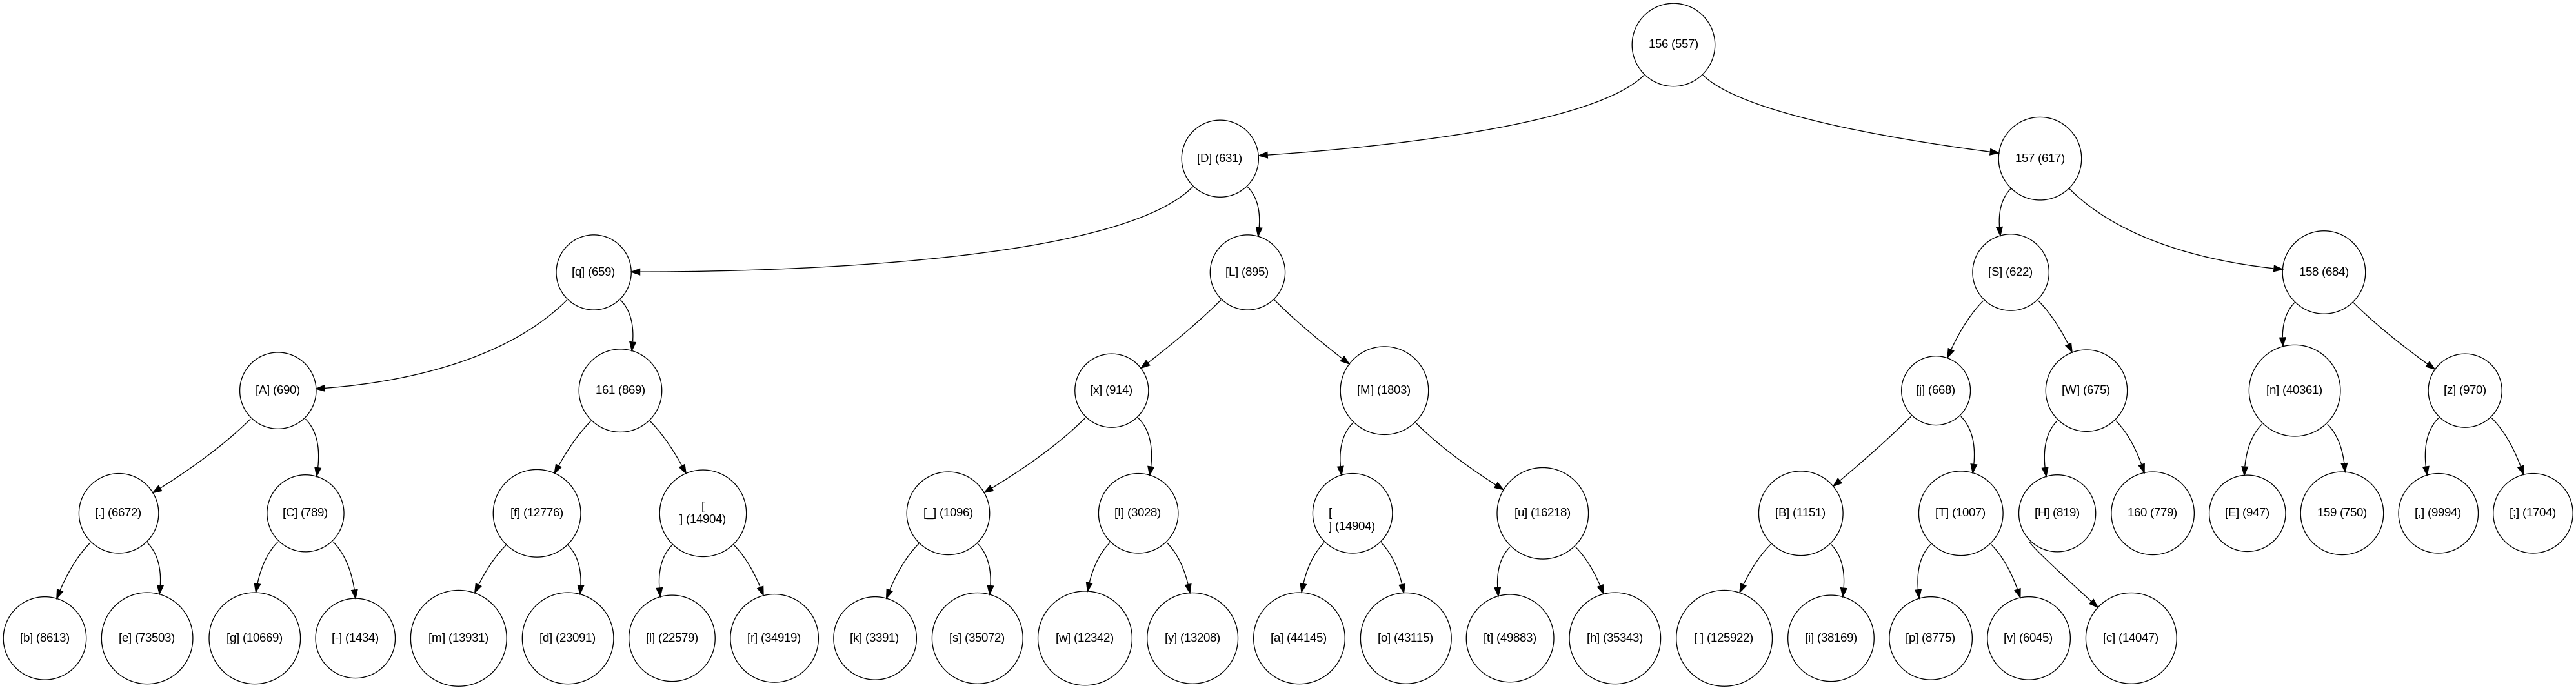 156 (557)
[D] (631)
157 (617)
[q] (659)
[L] (895)
[S] (622)
158 (684)
[A] (690)
161 (869)
[x] (914)
[M] (1803)
[j] (668)
[W] (675)
[n] (40361)
[z] (970)
[.] (6672)
[C] (789)
[f] (12776)
[
] (14904)
[_] (1096)
[I] (3028)
[
] (14904)
[u] (16218)
[B] (1151)
[T] (1007)
[H] (819)
160 (779)
[E] (947)
159 (750)
[,] (9994)
[;] (1704)
[b] (8613)
[e] (73503)
[g] (10669)
[-] (1434)
[m] (13931)
[d] (23091)
[l] (22579)
[r] (34919)
[k] (3391)
[s] (35072)
[w] (12342)
[y] (13208)
[a] (44145)
[o] (43115)
[t] (49883)
[h] (35343)
[ ] (125922)
[i] (38169)
[p] (8775)
[v] (6045)
[c] (14047)